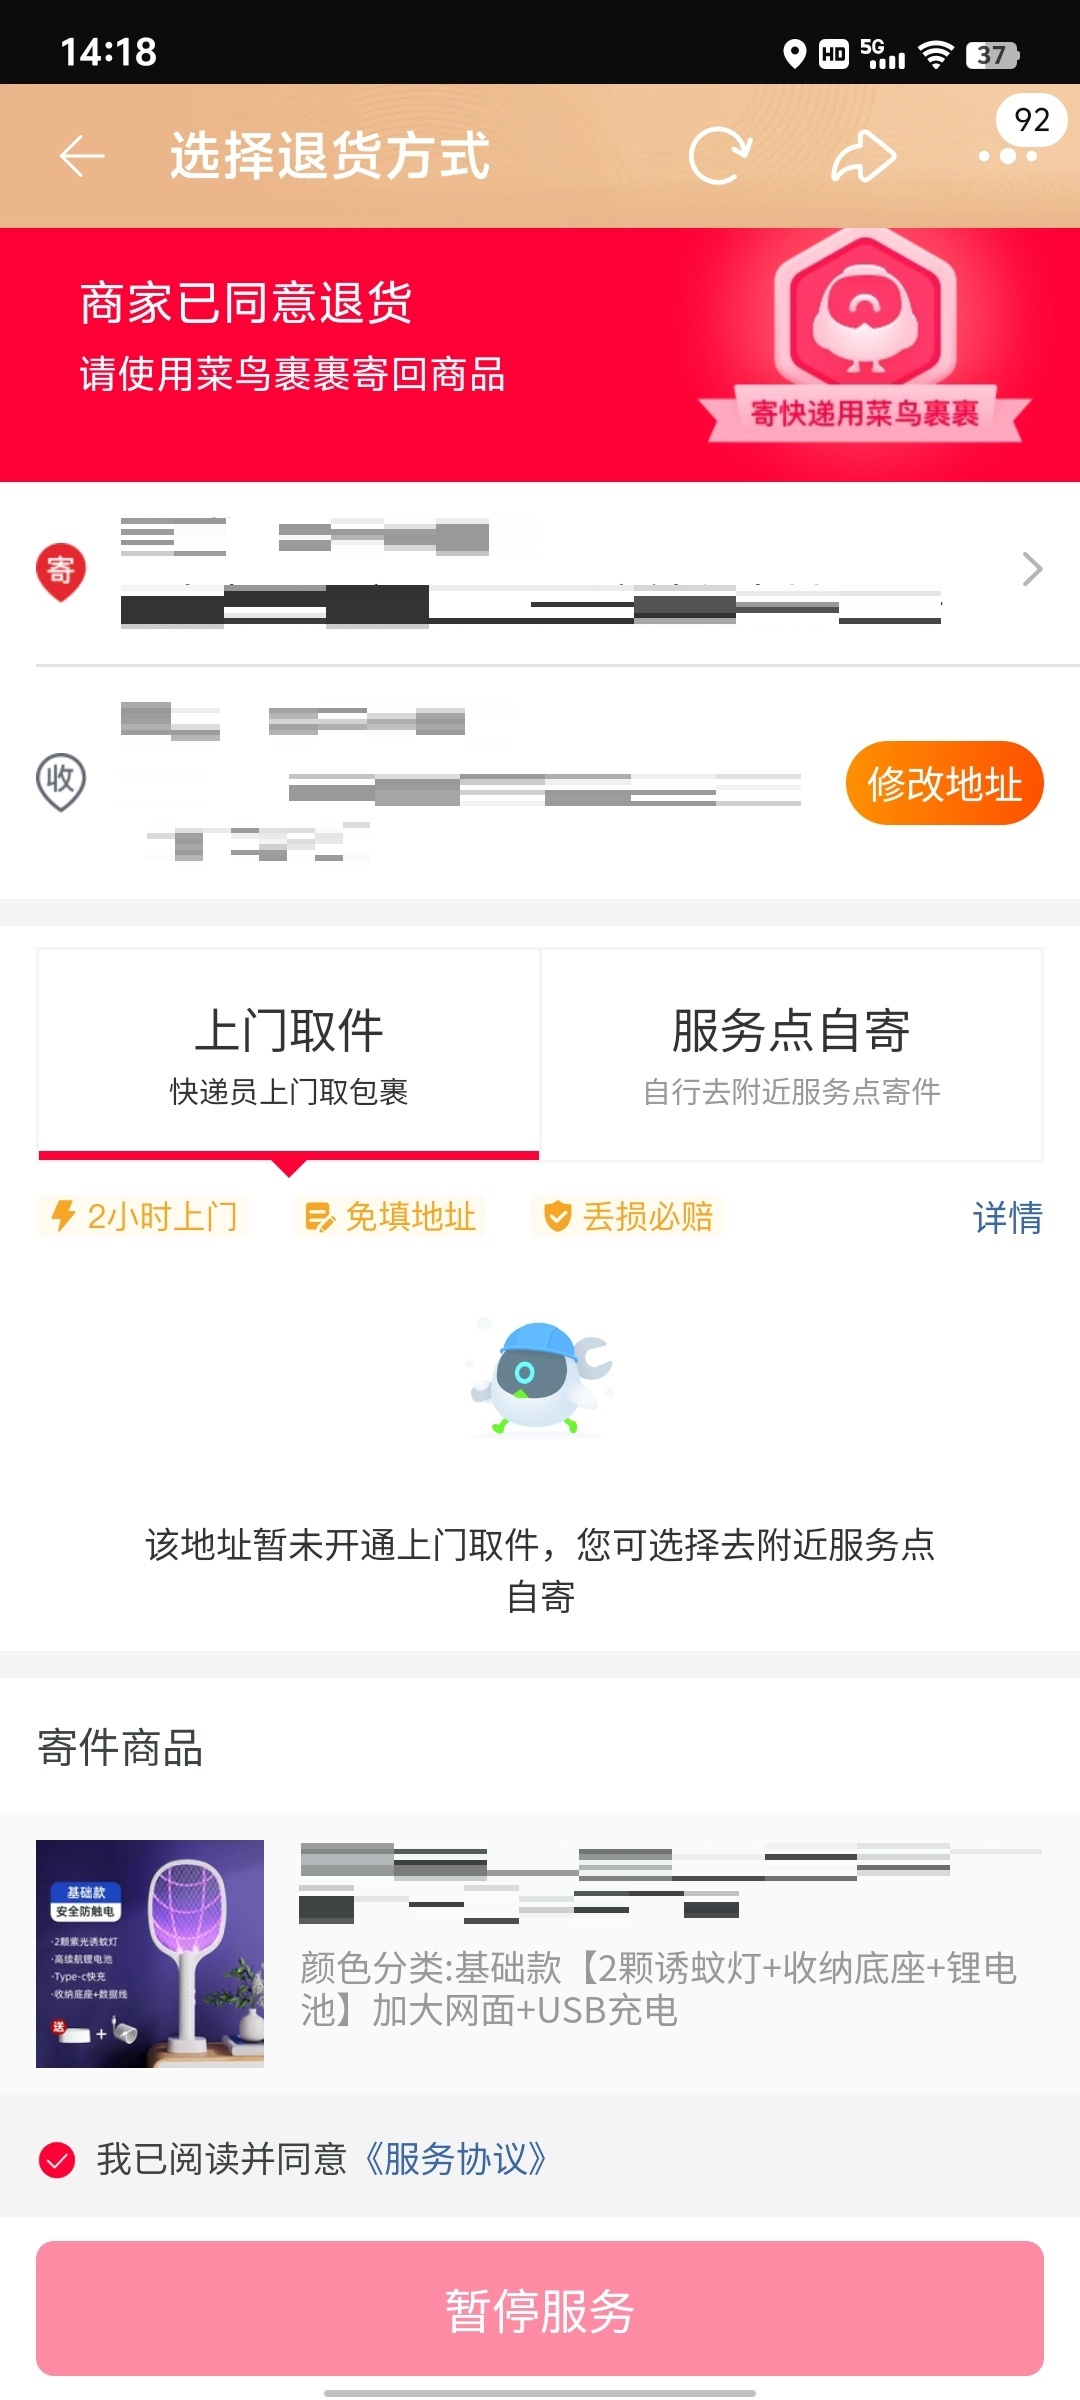 14:18
HD
5G
37
选择退货方式
92
商家已同意退货
请使用菜鸟裹裹寄回商品
寄快递用菜鸟裹裹
寄
收
修改地址
上门取件
快递员上门取包裹
服务点自寄
自行去附近服务点寄件
2小时上门
免填地址
丢损必赔
详情
该地址暂未开通上门取件，您可选择去附近服务点
自寄
寄件商品
基础款
安全防触电
·2颗紫光诱蚊灯
·高续航锂电池
·Type-c快充
·收纳底座+数据线
送
+
颜色分类:基础款【2颗诱蚊灯+收纳底座+锂电
池】加大网面+USB充电
我已阅读并同意《服务协议》
暂停服务